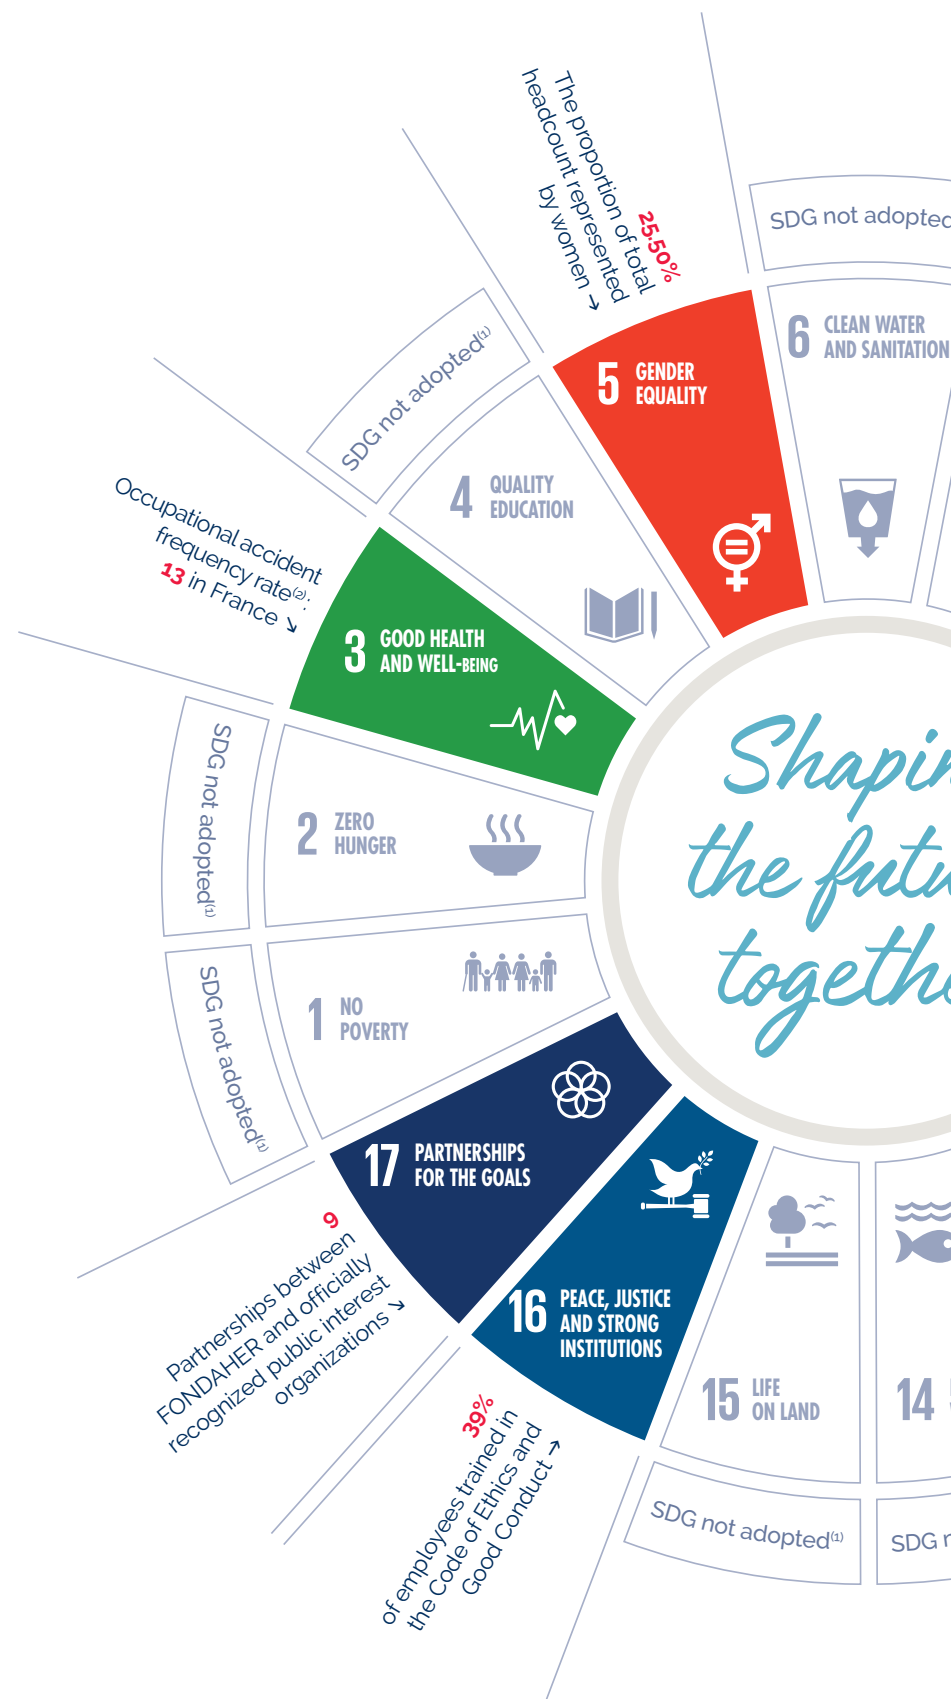 25.50%
The proportion of total
headcount represented
by women →
SDG not adopted
6 CLEAN WATER
AND SANITATION
5 GENDER
EQUALITY
SDG not adopted(1)
4 QUALITY
EDUCATION
Occupational accident
frequency rate(2):
13 in France ↘
3 GOOD HEALTH
AND WELL-BEING
SDG not adopted(1)
2 ZERO
HUNGER
SDG not adopted(1)
1 NO
POVERTY
Shapin
the futu
togethe
17 PARTNERSHIPS
FOR THE GOALS
9
Partnerships between
FONDAHER and officially
recognized public interest
organizations ↘
16 PEACE, JUSTICE
AND STRONG
INSTITUTIONS
39%
of employees trained in
the Code of Ethics and
Good Conduct ↗
15 LIFE
ON LAND
SDG not adopted(1)
14
SDG n